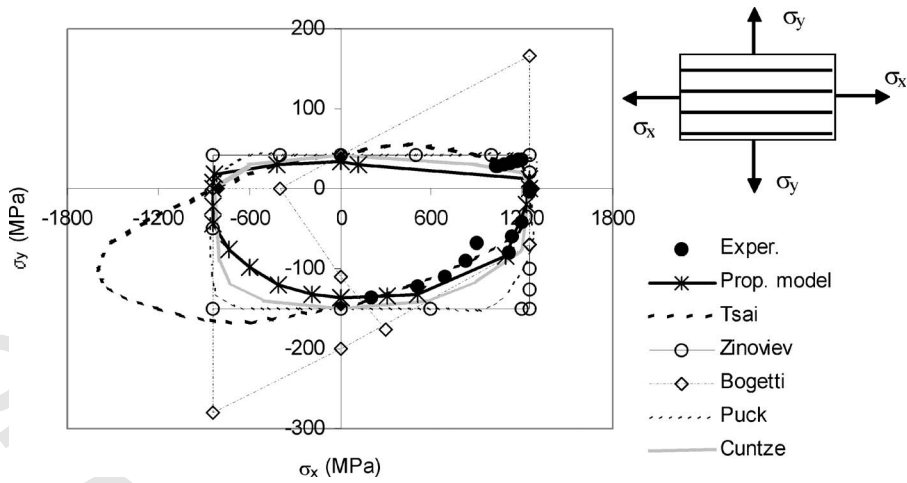 200
100
0
-100
-200
-300
-1800
-1200
-600
0
600
1200
1800
σy (MPa)
σx (MPa)
σy
σx
σx
σy
Exper.
Prop. model
Tsai
Zinoviev
Bogetti
Puck
Cuntze